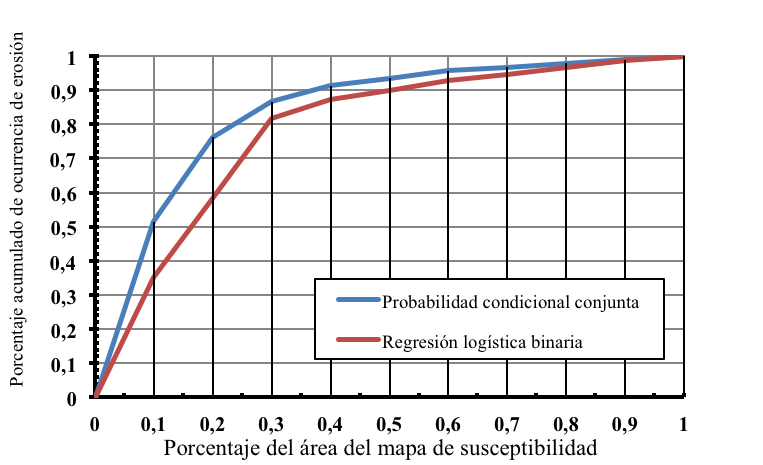 Porcentaje acumulado de ocurrencia de erosión
1
0,9
0,8
0,7
0,6
0,5
0,4
0,3
0,2
0,1
0
Probabilidad condicional conjunta
Regresión logística binaria
0 0,1 0,2 0,3 0,4 0,5 0,6 0,7 0,8 0,9 1
Porcentaje del área del mapa de susceptibilidad